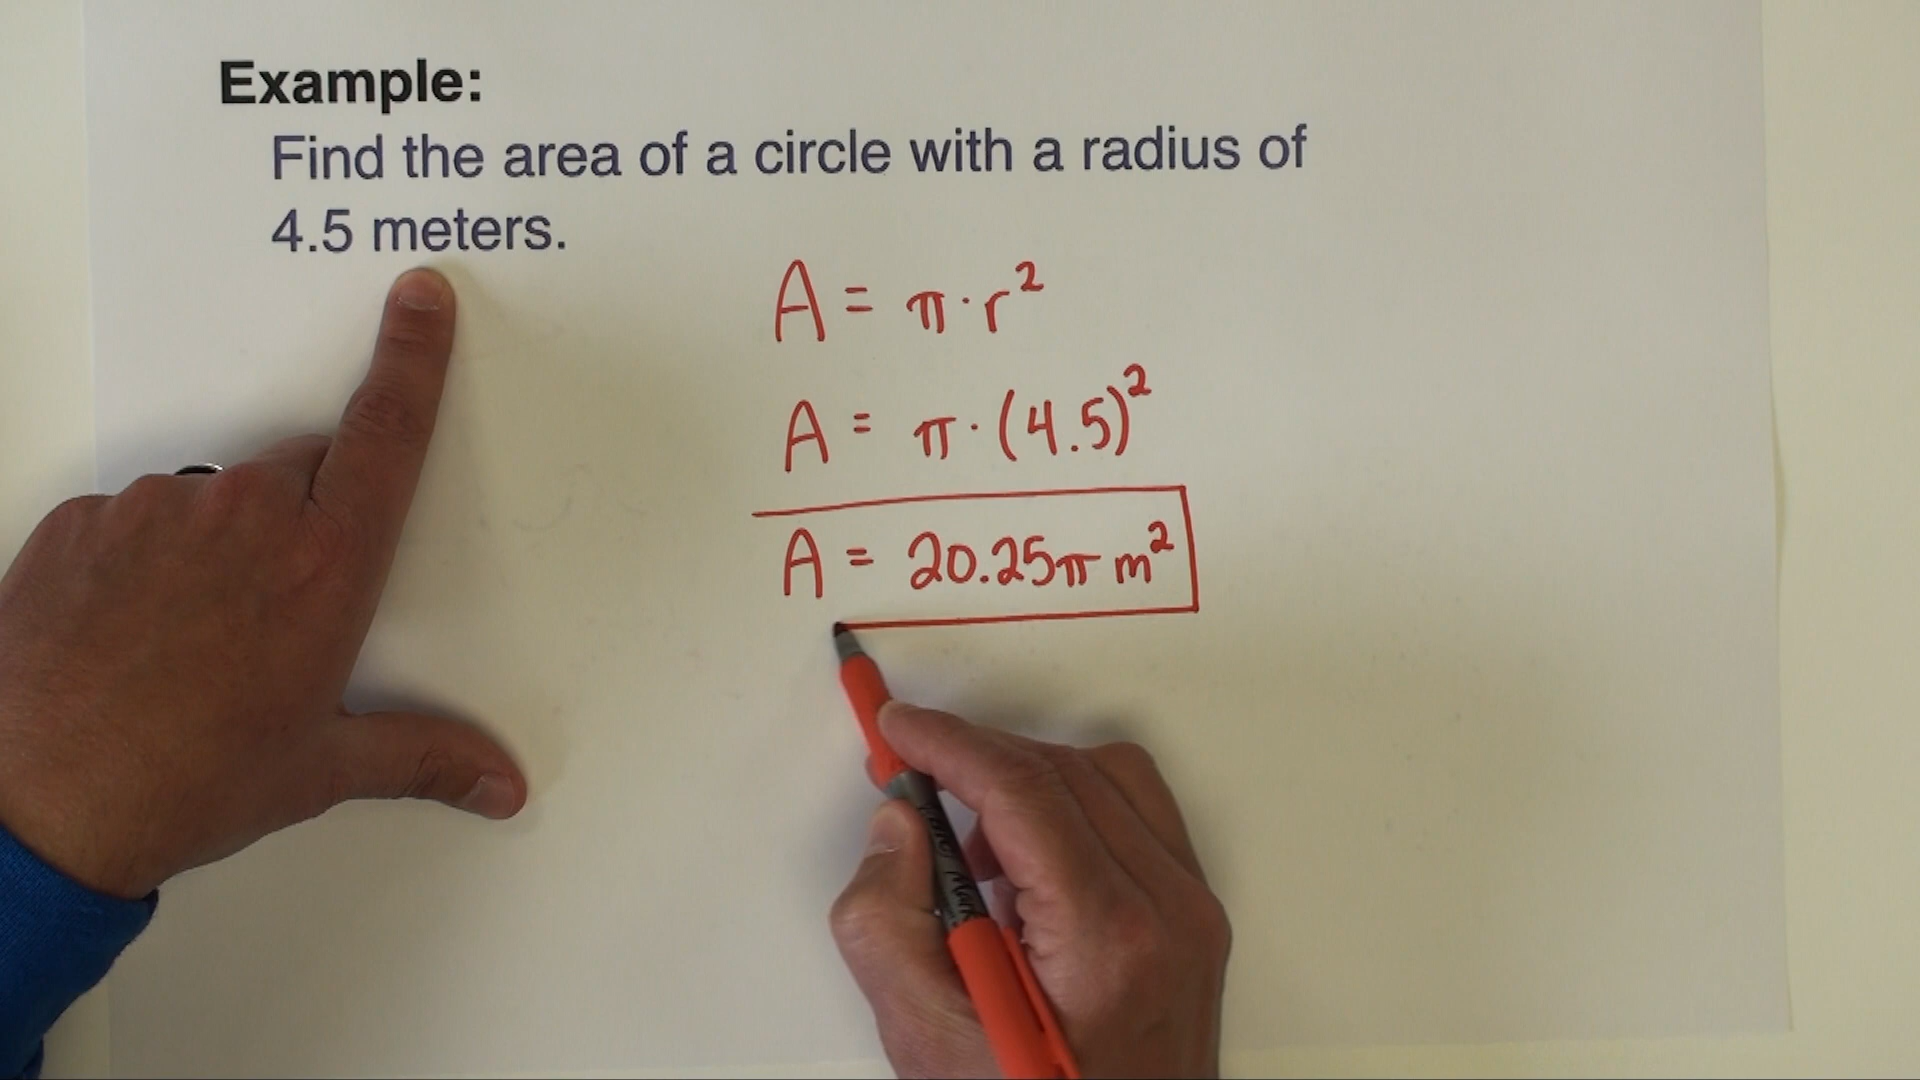 Example:
Find the area of a circle with a radius of
4.5 meters.
A = π · r²
A = π · (4.5)²
A = 20.25π m²